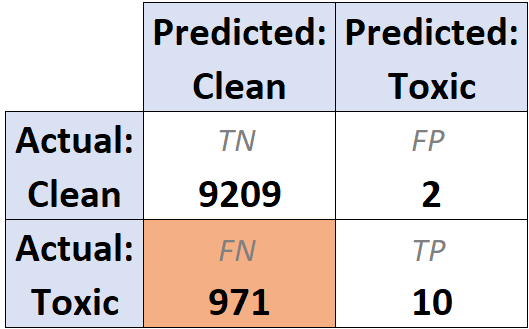 Predicted: Predicted:
Clean Toxic
Actual: TN FP
Clean 9209 2
Actual: FN TP
Toxic 971 10